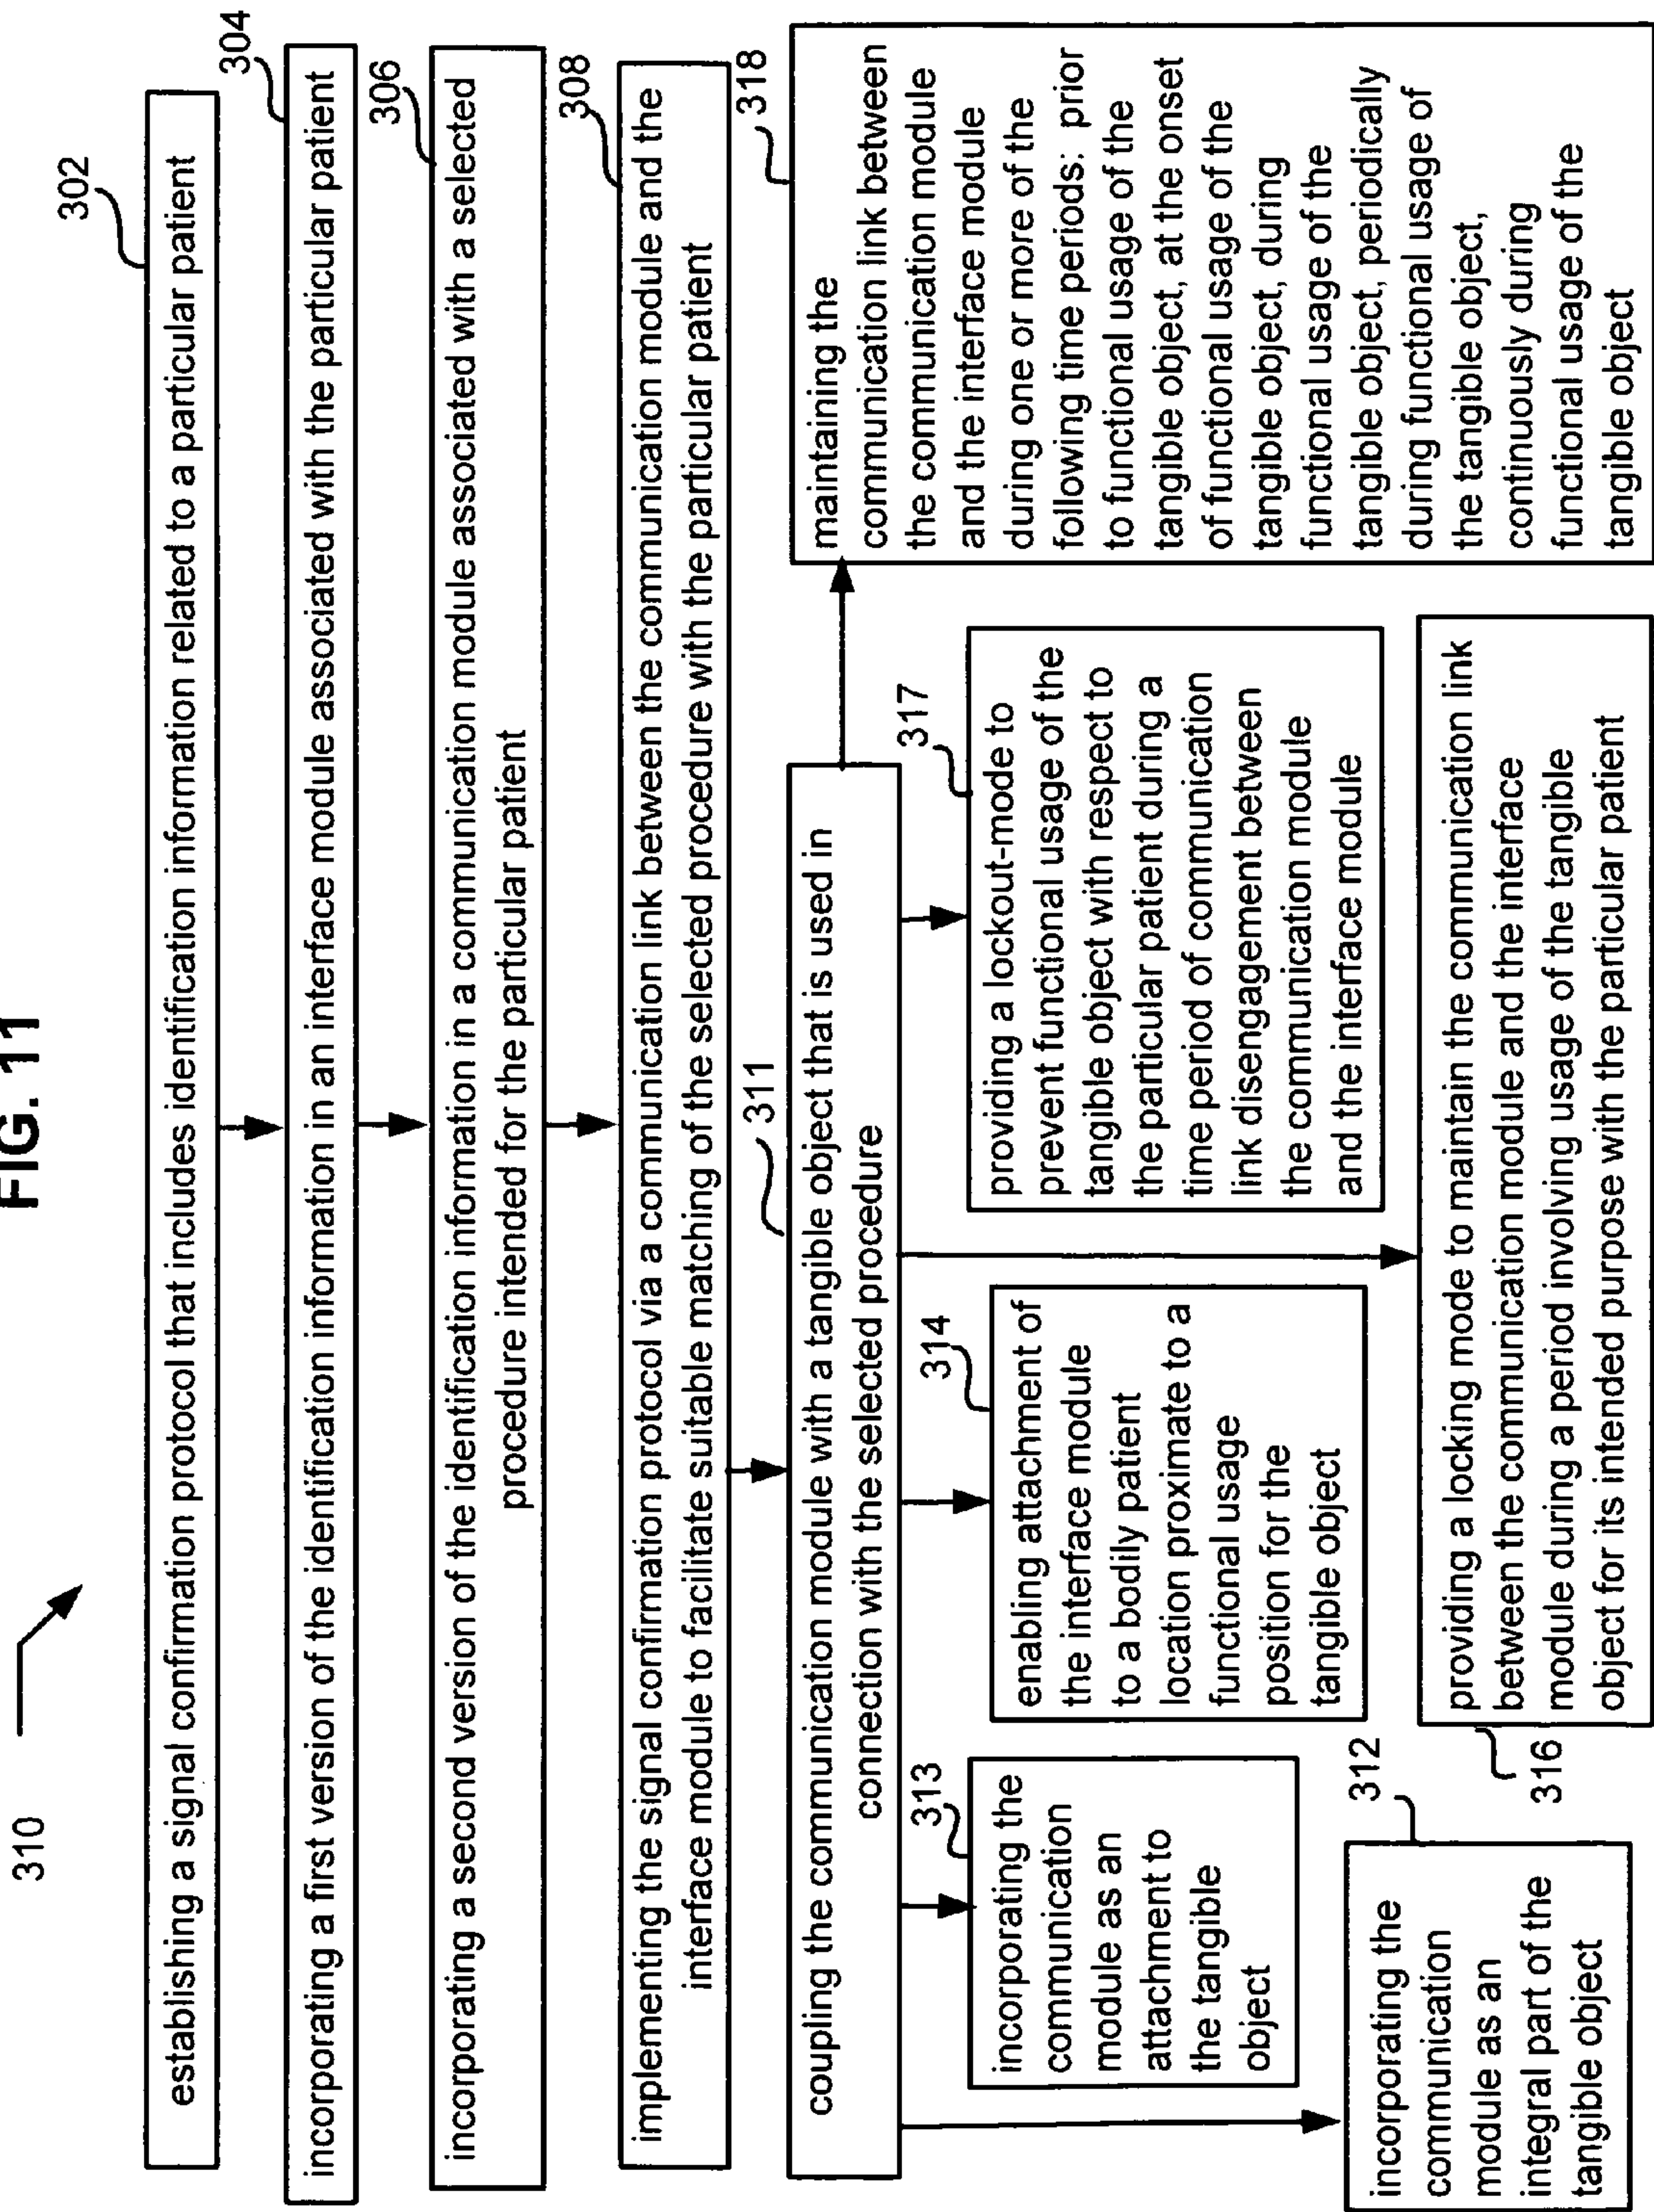 FIG. 11
310
302
establishing a signal confirmation protocol that includes identification information related to a particular patient
304
incorporating a first version of the identification information in an interface module associated with the particular patient
306
incorporating a second version of the identification information in a communication module associated with a selected
procedure intended for the particular patient
308
implementing the signal confirmation protocol via a communication link between the communication module and the
interface module to facilitate suitable matching of the selected procedure with the particular patient
311
coupling the communication module with a tangible object that is used in
connection with the selected procedure
318
maintaining the
communication link between
the communication module
and the interface module
during one or more of the
following time periods: prior
to functional usage of the
tangible object, at the onset
of functional usage of the
tangible object, during
functional usage of the
tangible object, periodically
during functional usage of
the tangible object,
continuously during
functional usage of the
tangible object
313
incorporating the
communication
module as an
attachment to
the tangible
object
314
enabling attachment of
the interface module
to a bodily patient
location proximate to a
functional usage
position for the
tangible object
317
providing a lockout-mode to
prevent functional usage of the
tangible object with respect to
the particular patient during a
time period of communication
link disengagement between
the communication module
and the interface module
312
incorporating the
communication
module as an
integral part of the
tangible object
316
providing a locking mode to maintain the communication link
between the communication module and the interface
module during a period involving usage of the tangible
object for its intended purpose with the particular patient